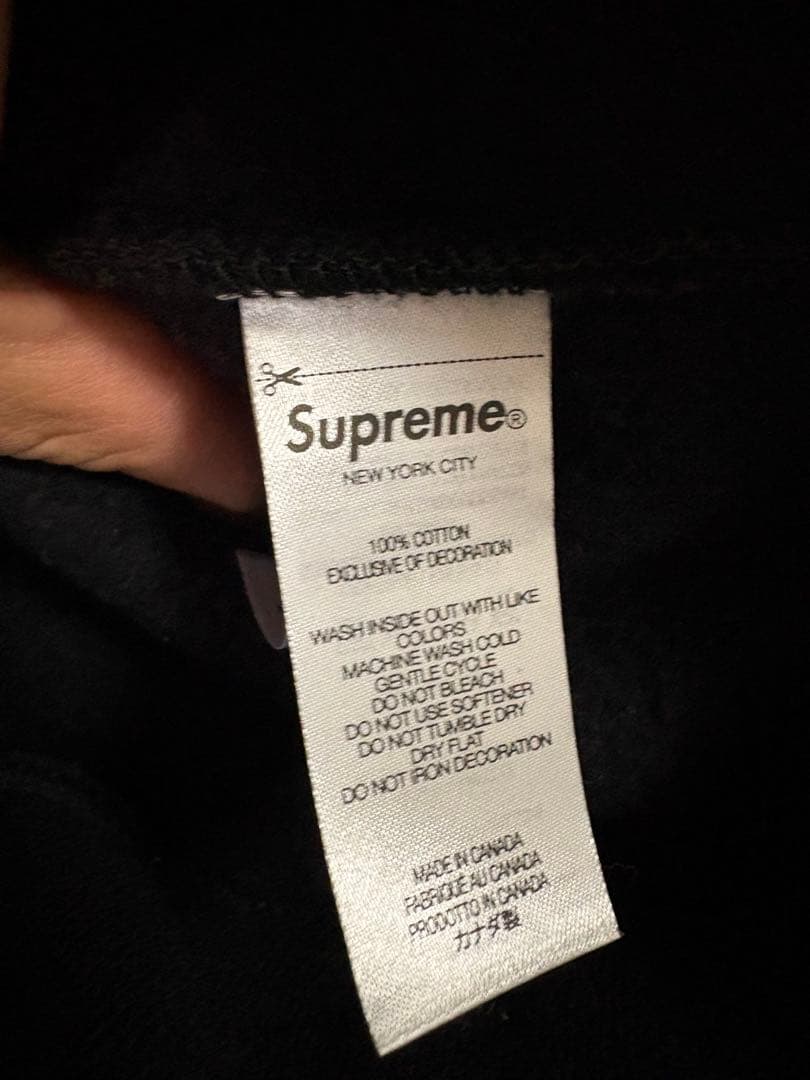 Supreme®
NEW YORK CITY
100% COTTON
EXCLUSIVE OF DECORATION
WASH INSIDE OUT WITH LIKE
COLORS
MACHINE WASH COLD
GENTLE CYCLE
DO NOT BLEACH
DO NOT USE SOFTENER
DO NOT TUMBLE DRY
DRY FLAT
DO NOT IRON DECORATION
MADE IN CANADA
FABRIQUÉ AU CANADA
PRODOTTO IN CANADA
カナダ製